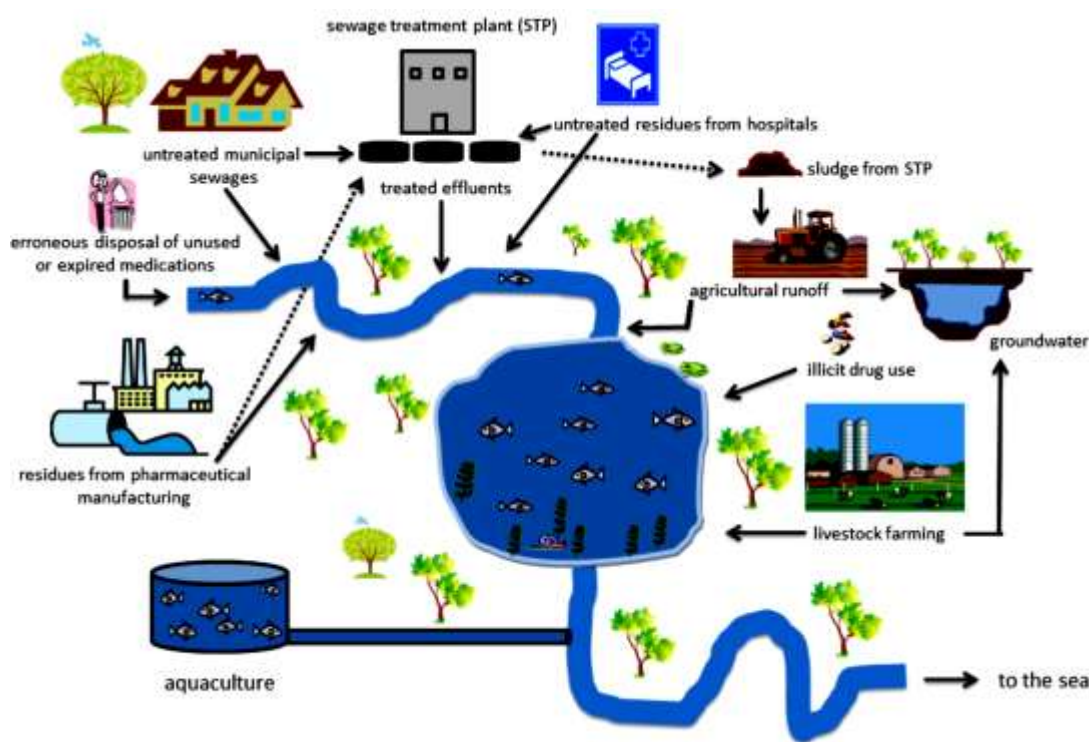 sewage treatment plant (STP)
untreated residues from hospitals
untreated municipal
sewages
treated effluents
sludge from STP
erroneous disposal of unused
or expired medications
agricultural runoff
groundwater
illicit drug use
residues from pharmaceutical
manufacturing
livestock farming
aquaculture
to the sea